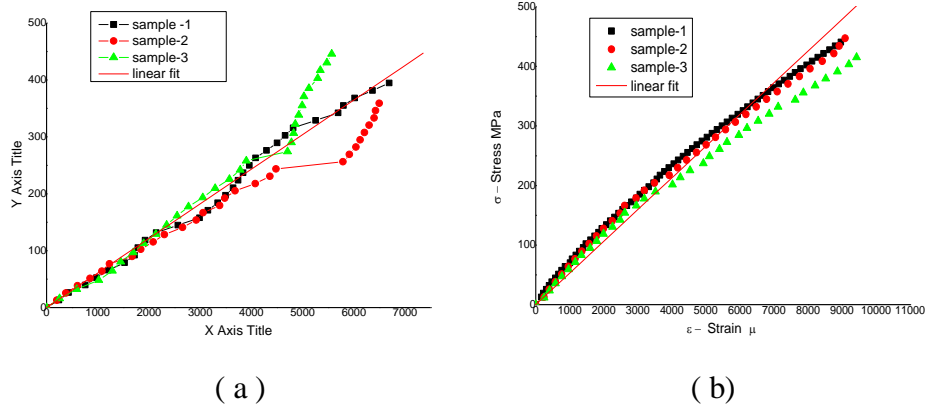 500
400
300
200
100
0
Y Axis Title
sample -1
sample-2
sample-3
linear fit
0 1000 2000 3000 4000 5000 6000 7000
X Axis Title
( a )
500
400
300
200
100
0
σ – Stress MPa
sample-1
sample-2
sample-3
linear fit
0 1000 2000 3000 4000 5000 6000 7000 8000 9000 10000 11000
ε – Strain μ
( b)